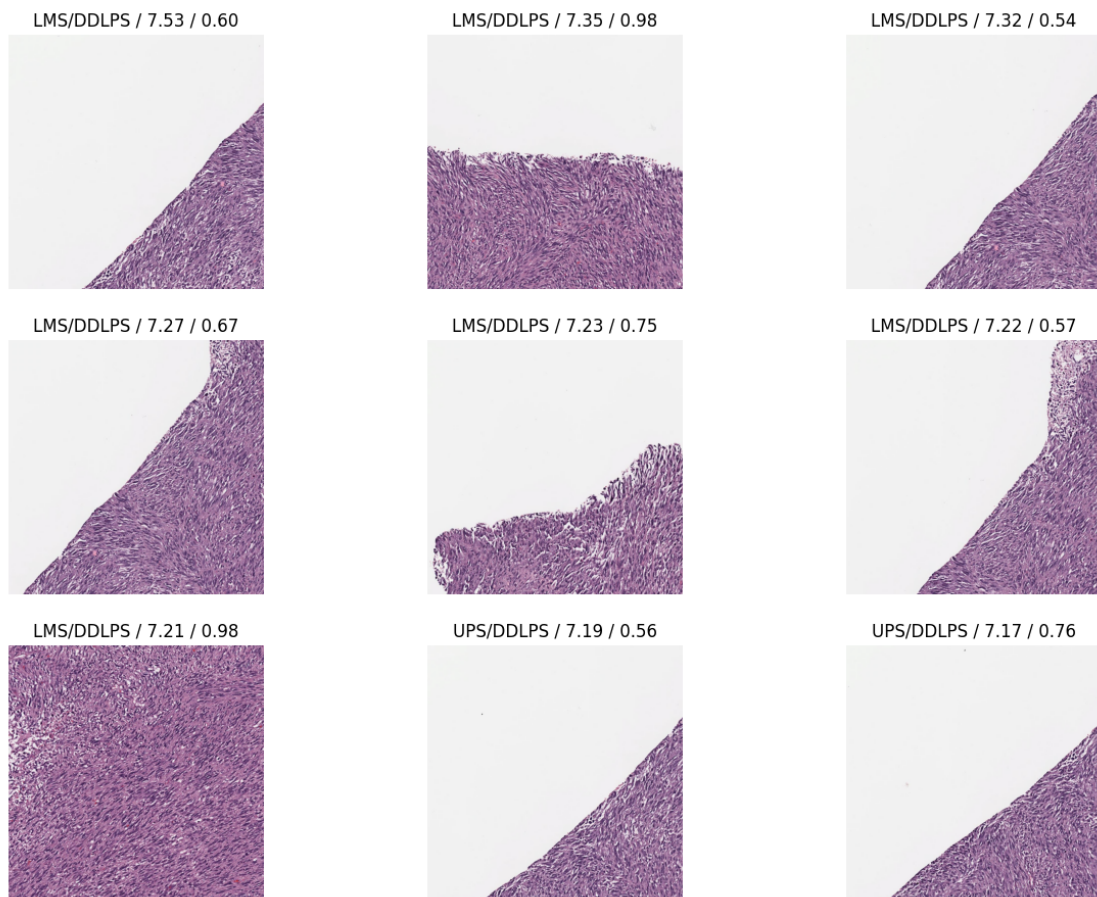 LMS/DDLPS / 7.53 / 0.60
LMS/DDLPS / 7.35 / 0.98
LMS/DDLPS / 7.32 / 0.54
LMS/DDLPS / 7.27 / 0.67
LMS/DDLPS / 7.23 / 0.75
LMS/DDLPS / 7.22 / 0.57
LMS/DDLPS / 7.21 / 0.98
UPS/DDLPS / 7.19 / 0.56
UPS/DDLPS / 7.17 / 0.76